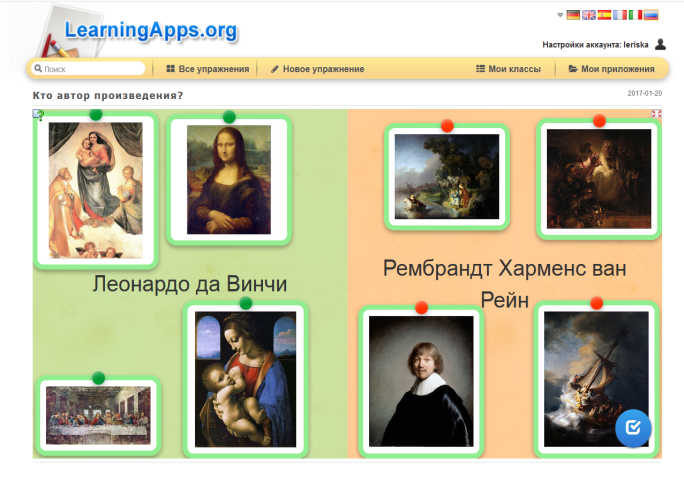 LearningApps.org
Настройки аккаунта: leriska
Поиск
Все упражнения
Новое упражнение
Мои классы
Мои приложения
Кто автор произведения?
2017-01-20
Леонардо да Винчи
Рембрандт Харменс ван
Рейн